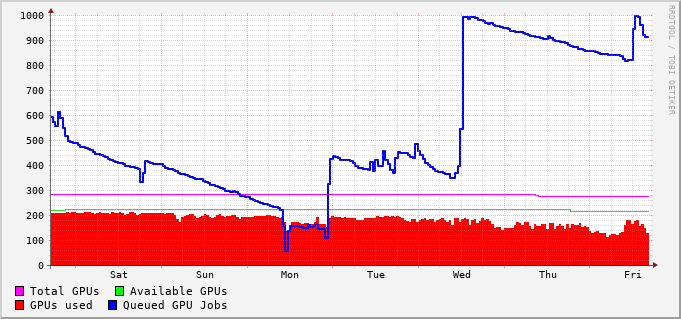 1000
900
800
700
600
500
400
300
200
100
0
Sat Sun Mon Tue Wed Thu Fri
Total GPUs Available GPUs
GPUs used Queued GPU Jobs
RRDTOOL / TOBI OETIKER